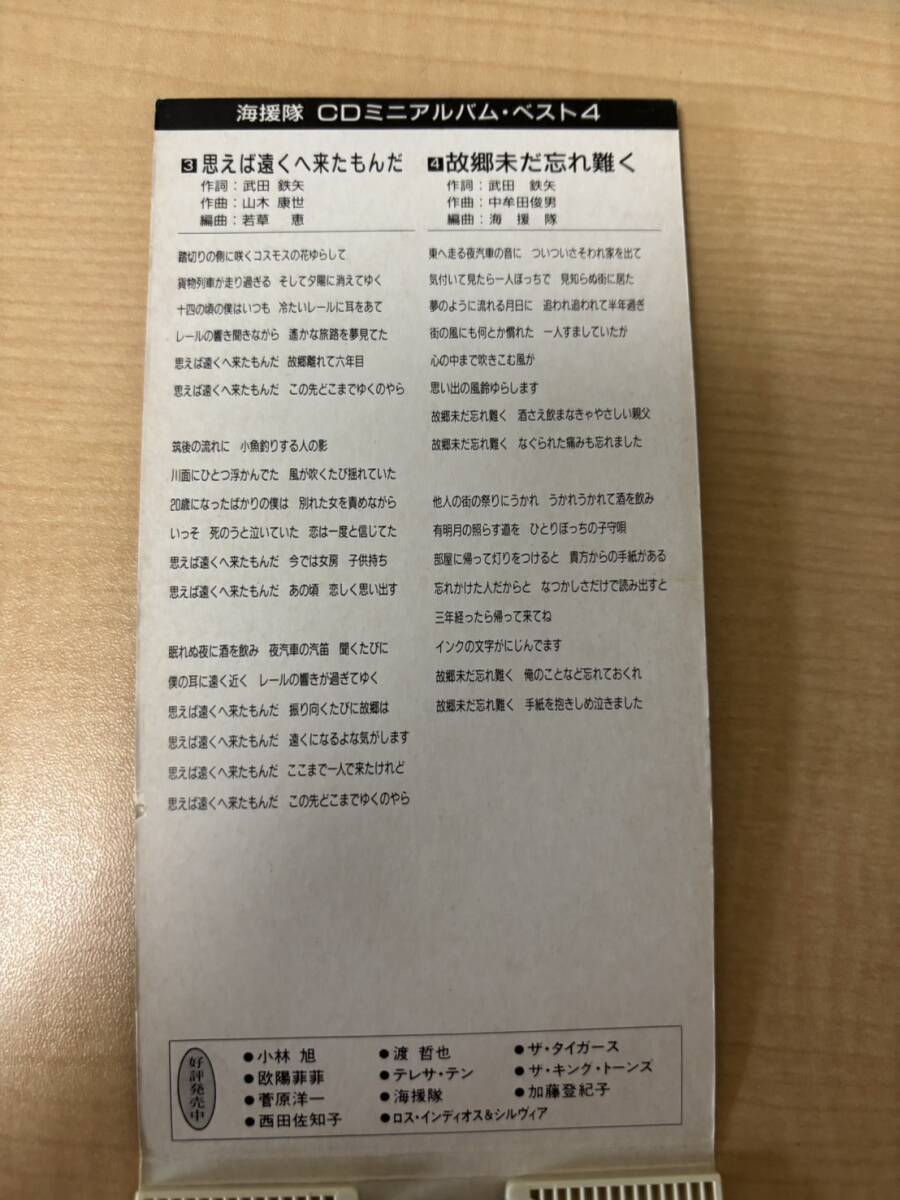 海援隊 CDミニアルバム・ベスト4
3 思えば遠くへ来たもんだ
作詞：武田 鉄矢
作曲：山木 康世
編曲：若草 恵
踏切りの側に咲くコスモスの花ゆらして
貨物列車が走り過ぎる そして夕陽に消えてゆく
十四の頃の僕はいつも 冷たいレールに耳をあて
レールの響き聞きながら 遙かな旅路を夢見てた
思えば遠くへ来たもんだ 故郷離れて六年目
思えば遠くへ来たもんだ この先どこまでゆくのやら
筑後の流れに 小魚釣りする人の影
川面にひとつ浮かんでた 風が吹くたび揺れていた
20歳になったばかりの僕は 別れた女を責めながら
いっそ 死のうと泣いていた 恋は一度と信じてた
思えば遠くへ来たもんだ 今では女房 子供持ち
思えば遠くへ来たもんだ あの頃 恋しく思い出す
眠れぬ夜に酒を飲み 夜汽車の汽笛 聞くたびに
僕の耳に遠く近く レールの響きが過ぎてゆく
思えば遠くへ来たもんだ 振り向くたびに故郷は
思えば遠くへ来たもんだ 遠くになるよな気がします
思えば遠くへ来たもんだ ここまで一人で来たけれど
思えば遠くへ来たもんだ この先どこまでゆくのやら
4 故郷未だ忘れ難く
作詞：武田 鉄矢
作曲：中牟田俊男
編曲：海援隊
東へ走る夜汽車の音に ついついさそわれ家を出て
気付いて見たら一人ぼっちで 見知らぬ街に居た
夢のように流れる月日に 追われ追われて半年過ぎ
街の風にも何とか慣れた 一人すましていたが
心の中まで吹きこむ風が
思い出の風鈴ゆらします
故郷未だ忘れ難く 酒さえ飲まなきゃやさしい親父
故郷未だ忘れ難く なぐられた痛みも忘れました
他人の街の祭りにうかれ うかれうかれて酒を飲み
有明月の照らす道を ひとりぼっちの子守唄
部屋に帰って灯りをつけると 貴方からの手紙がある
忘れかけた人だからと なつかしさだけで読み出すと
三年経ったら帰って来てね
インクの文字がにじんでます
故郷未だ忘れ難く 俺のことなど忘れておくれ
故郷未だ忘れ難く 手紙を抱きしめ泣きました
好評発売中
●小林 旭
●欧陽菲菲
●菅原洋一
●西田佐知子
●渡 哲也
●テレサ・テン
●海援隊
●ロス・インディオス&シルヴィア
●ザ・タイガース
●ザ・キング・トーンズ
●加藤登紀子